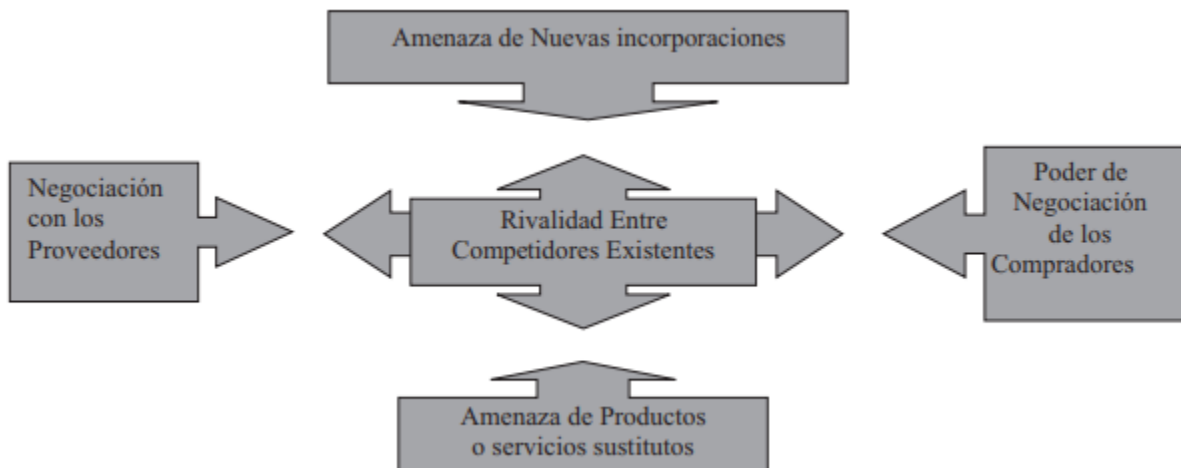 Amenaza de Nuevas incorporaciones
Negociación
con los
Proveedores
Rivalidad Entre
Competidores Existentes
Poder de
Negociación
de los
Compradores
Amenaza de Productos
o servicios sustitutos